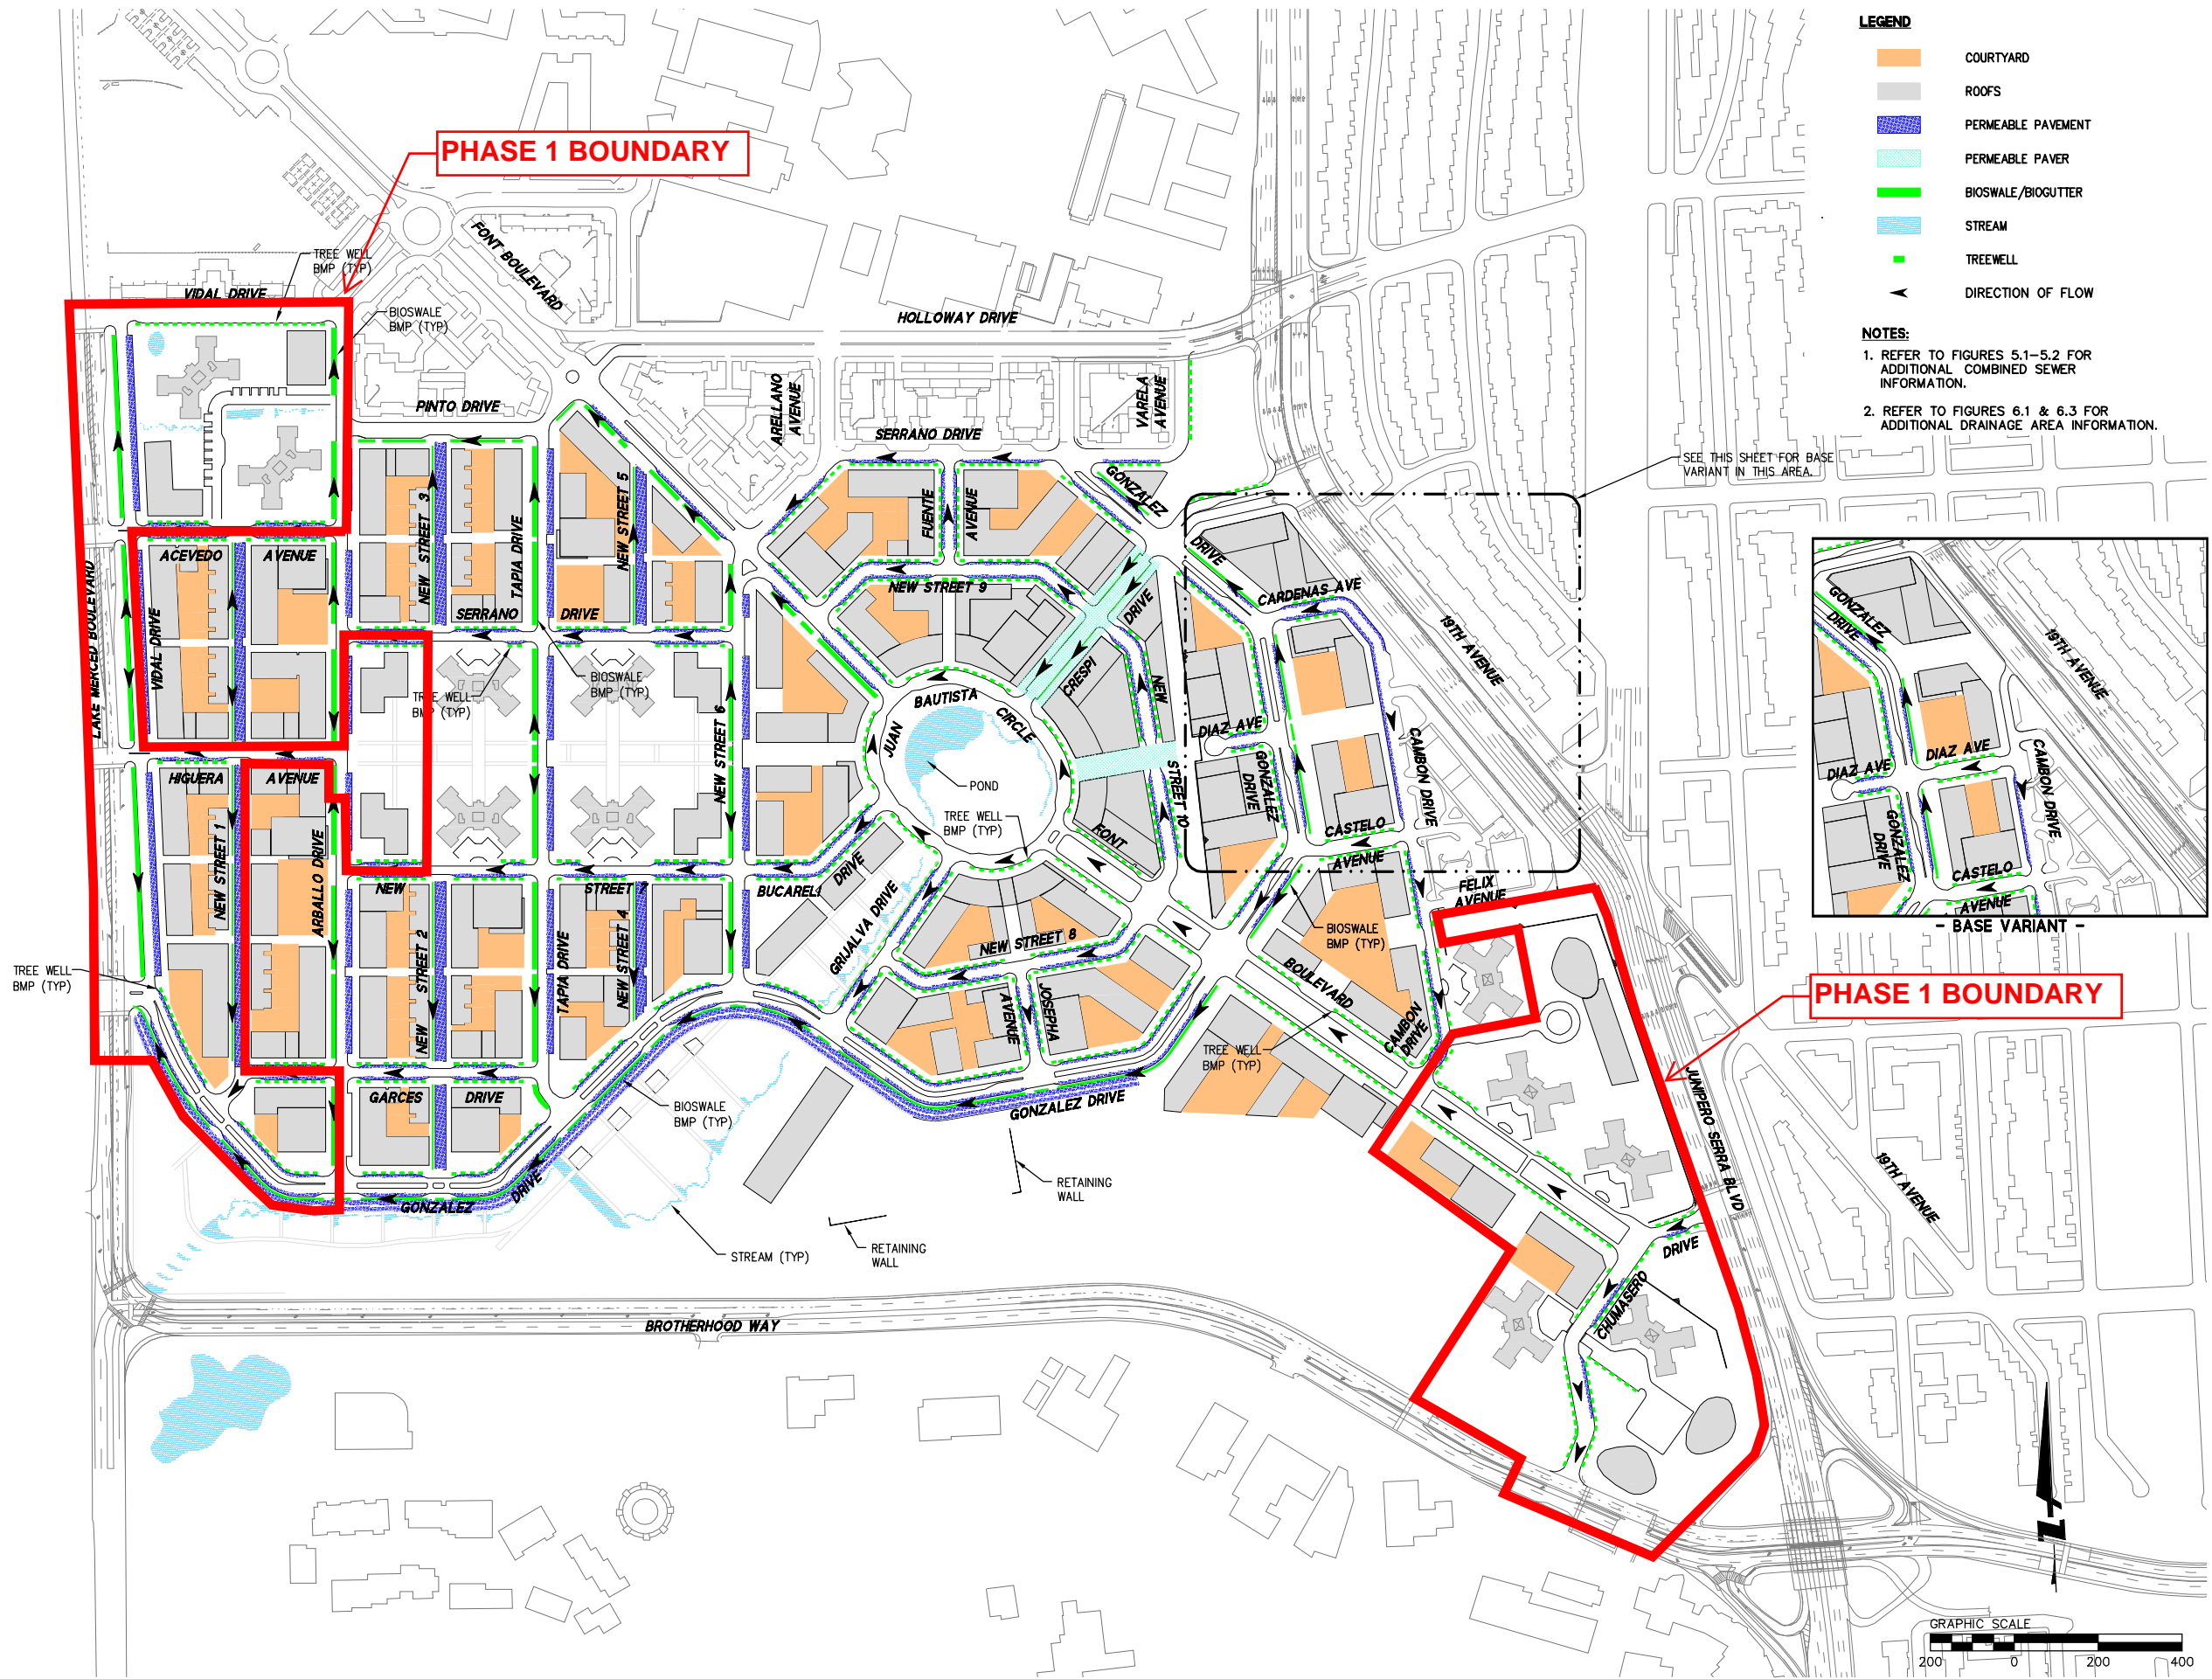 LEGEND
COURTYARD
ROOFS
PERMEABLE PAVEMENT
PERMEABLE PAVER
BIOSWALE/BIOGUTTER
STREAM
TREEWELL
DIRECTION OF FLOW
NOTES:
1. REFER TO FIGURES 5.1-5.2 FOR
ADDITIONAL COMBINED SEWER
INFORMATION.
2. REFER TO FIGURES 6.1 & 6.3 FOR
ADDITIONAL DRAINAGE AREA INFORMATION.
SEE THIS SHEET FOR BASE
VARIANT IN THIS AREA.
PHASE 1 BOUNDARY
TREE WELL
BMP (TYP)
VIDAL DRIVE
BIOSWALE
BMP (TYP)
FONT BOULEVARD
HOLLOWAY DRIVE
PINTO DRIVE
ARELLANO
AVENUE
VARELA
AVENUE
SERRANO DRIVE
GONZALEZ
DRIVE
FUENTE
AVENUE
NEW STREET 3
TAPIA DRIVE
NEW STREET 5
ACEVEDO
AVENUE
LAKE MERCED BOULEVARD
VIDAL DRIVE
SERRANO
DRIVE
NEW STREET 9
DRIVE
CRESPI
CARDENAS AVE
19TH AVENUE
TREE WELL
BMP (TYP)
BIOSWALE
BMP (TYP)
NEW STREET 6
JUAN
BAUTISTA
CIRCLE
POND
NEW
STREET 10
DIAZ AVE
GONZALEZ
DRIVE
CAMBON DRIVE
CASTELO
AVENUE
HIGUERA
AVENUE
NEW STREET 1
ARBALLO DRIVE
TREE WELL
BMP (TYP)
FONT
BUCARELI
DRIVE
GRIJALVA DRIVE
NEW
STREET 7
NEW STREET 2
TAPIA DRIVE
NEW STREET 4
NEW STREET 8
AVENUE
JOSEPHA
FELIX
AVENUE
BIOSWALE
BMP (TYP)
BOULEVARD
CAMBON
DRIVE
TREE WELL
BMP (TYP)
TREE WELL
BMP (TYP)
GARCES
DRIVE
BIOSWALE
BMP (TYP)
GONZALEZ DRIVE
GONZALEZ
DRIVE
RETAINING
WALL
RETAINING
WALL
STREAM (TYP)
BROTHERHOOD WAY
PHASE 1 BOUNDARY
JUNIPERO SERRA BLVD
19TH AVENUE
DRIVE
CHUMASERO
GONZALEZ
DRIVE
19TH AVENUE
DIAZ AVE
DIAZ AVE
CAMBON DRIVE
GONZALEZ
DRIVE
CASTELO
AVENUE
- BASE VARIANT -
GRAPHIC SCALE
200 0 200 400